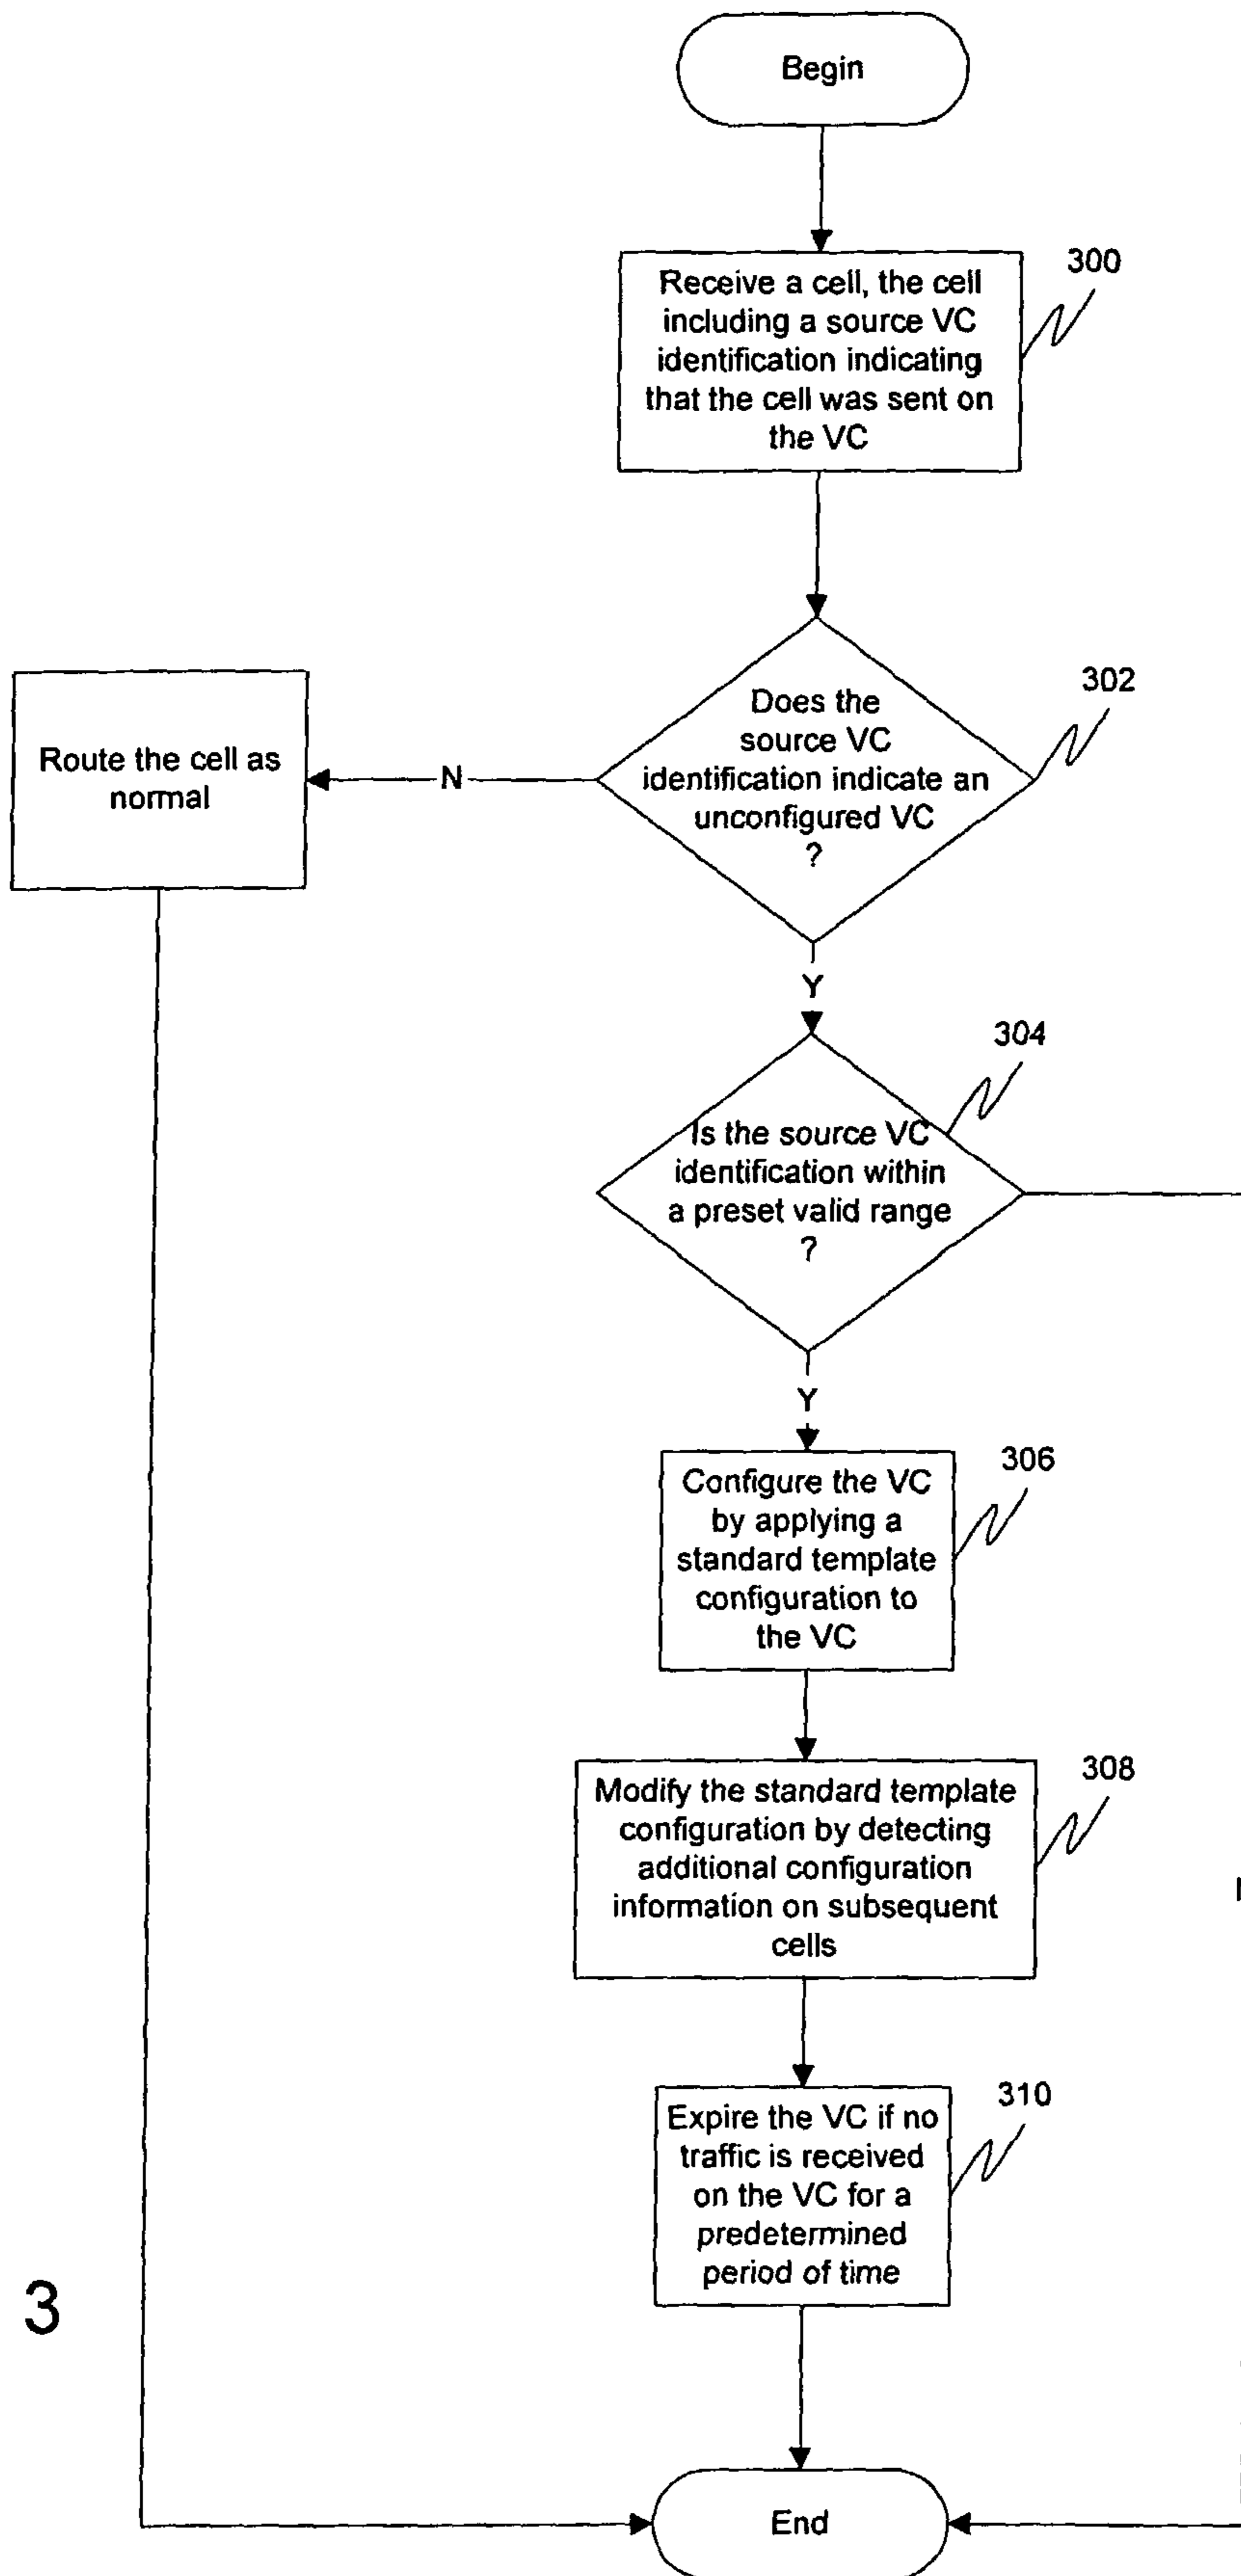 Begin
300
Receive a cell, the cell
including a source VC
identification indicating
that the cell was sent on
the VC
302
Does the
source VC
identification indicate an
unconfigured VC
?
N
Route the cell as
normal
Y
304
Is the source VC
identification within
a preset valid range
?
Y
306
Configure the VC
by applying a
standard template
configuration to
the VC
308
Modify the standard template
configuration by detecting
additional configuration
information on subsequent
cells
310
Expire the VC if no
traffic is received
on the VC for a
predetermined
period of time
3
End